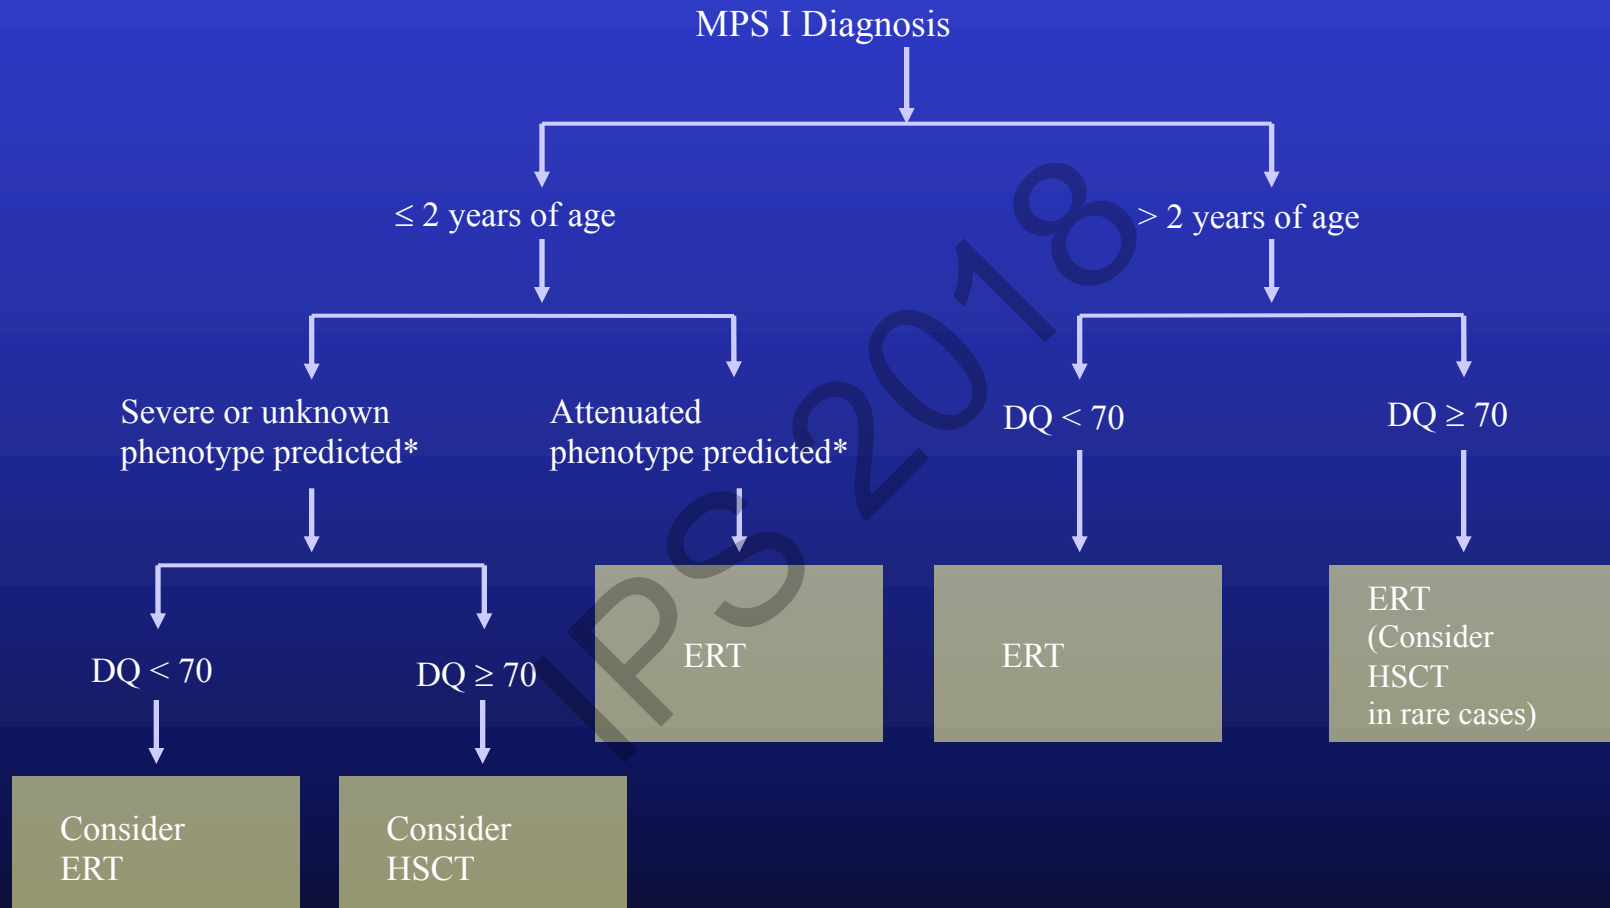 MPS I Diagnosis
≤ 2 years of age
> 2 years of age
Severe or unknown
phenotype predicted*
Attenuated
phenotype predicted*
DQ < 70
DQ ≥ 70
DQ < 70
DQ ≥ 70
ERT
ERT
ERT
(Consider
HSCT
in rare cases)
Consider
ERT
Consider
HSCT
IPS 2018